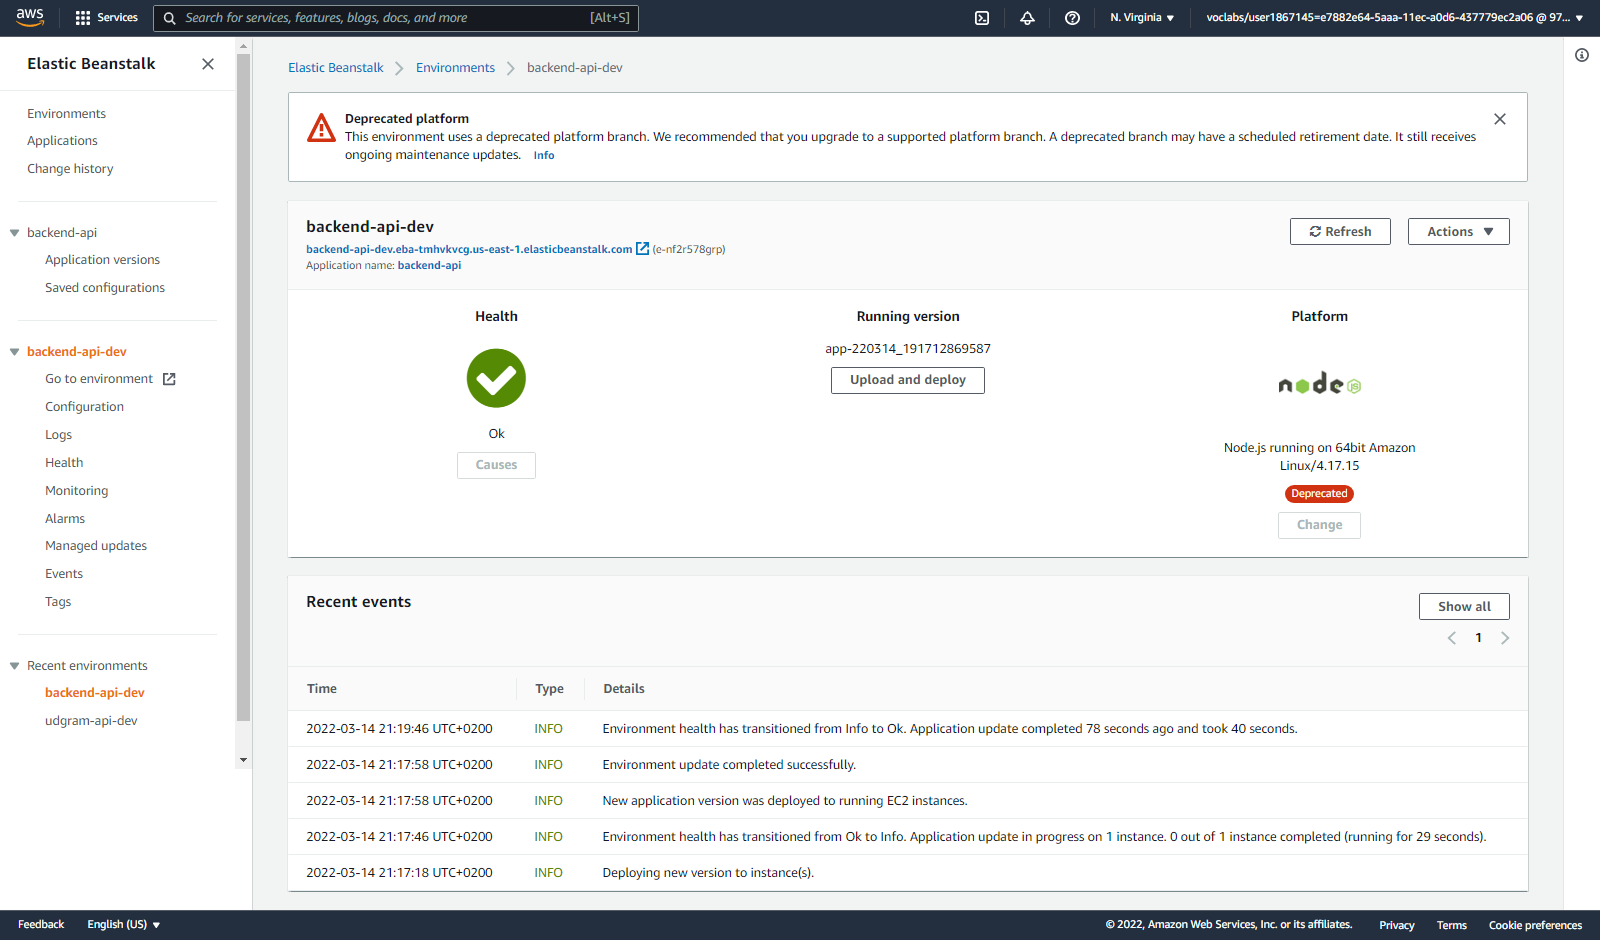 aws
Services
Search for services, features, blogs, docs, and more
[Alt+S]
N. Virginia
voclabs/user1867145=e7882e64-5aaa-11ec-a0d6-437779ec2a06 @ 97...
Elastic Beanstalk
Environments
Applications
Change history
backend-api
Application versions
Saved configurations
backend-api-dev
Go to environment
Configuration
Logs
Health
Monitoring
Alarms
Managed updates
Events
Tags
Recent environments
backend-api-dev
udgram-api-dev
Elastic Beanstalk
Environments
backend-api-dev
Deprecated platform
This environment uses a deprecated platform branch. We recommended that you upgrade to a supported platform branch. A deprecated branch may have a scheduled retirement date. It still receives
ongoing maintenance updates. Info
backend-api-dev
backend-api-dev.eba-tmhvkvcg.us-east-1.elasticbeanstalk.com (e-nf2r578grp)
Application name: backend-api
Refresh
Actions
Health
Ok
Causes
Running version
app-220314_191712869587
Upload and deploy
Platform
node JS
Node.js running on 64bit Amazon
Linux/4.17.15
Deprecated
Change
Recent events
Show all
1
Time Type Details
2022-03-14 21:19:46 UTC+0200 INFO Environment health has transitioned from Info to Ok. Application update completed 78 seconds ago and took 40 seconds.
2022-03-14 21:17:58 UTC+0200 INFO Environment update completed successfully.
2022-03-14 21:17:58 UTC+0200 INFO New application version was deployed to running EC2 instances.
2022-03-14 21:17:46 UTC+0200 INFO Environment health has transitioned from Ok to Info. Application update in progress on 1 instance. 0 out of 1 instance completed (running for 29 seconds).
2022-03-14 21:17:18 UTC+0200 INFO Deploying new version to instance(s).
Feedback
English (US)
© 2022, Amazon Web Services, Inc. or its affiliates.
Privacy
Terms
Cookie preferences